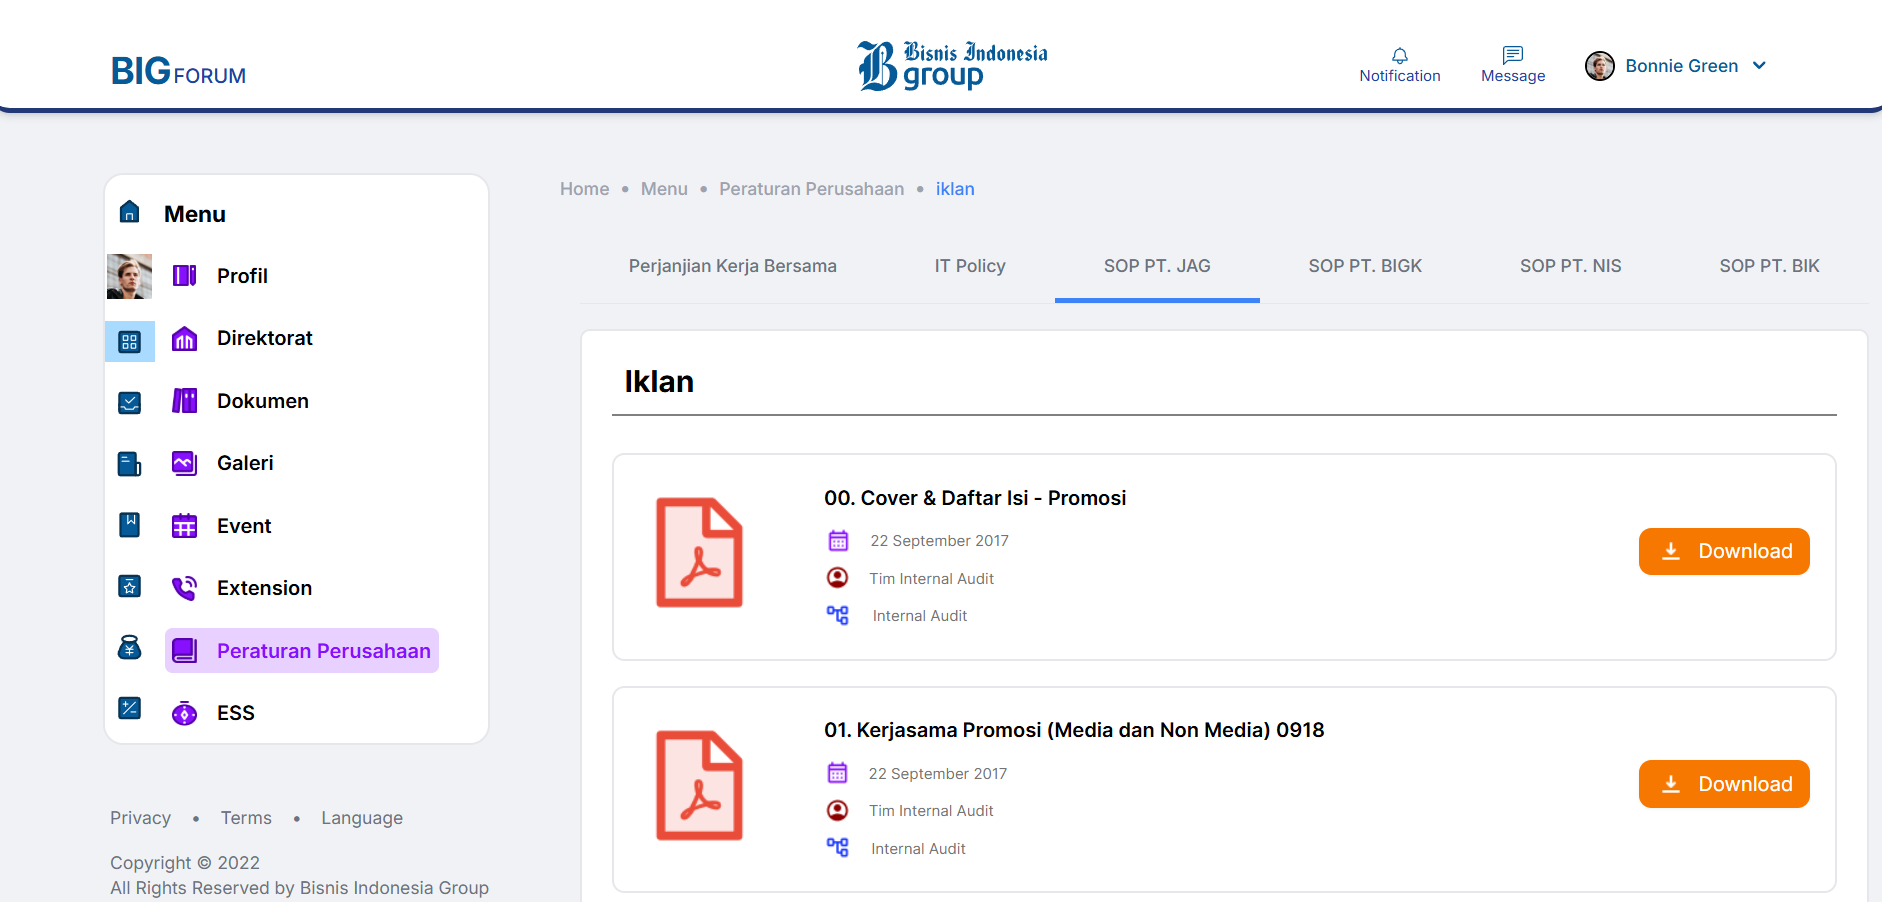 BIG FORUM
Bisnis Indonesia
group
Notification
Message
Bonnie Green
Menu
Profil
Direktorat
Dokumen
Galeri
Event
Extension
Peraturan Perusahaan
ESS
Privacy • Terms • Language
Copyright © 2022
All Rights Reserved by Bisnis Indonesia Group
Home • Menu • Peraturan Perusahaan • iklan
Perjanjian Kerja Bersama IT Policy SOP PT. JAG SOP PT. BIGK SOP PT. NIS SOP PT. BIK
Iklan
00. Cover & Daftar Isi - Promosi
22 September 2017
Tim Internal Audit
Internal Audit
Download
01. Kerjasama Promosi (Media dan Non Media) 0918
22 September 2017
Tim Internal Audit
Internal Audit
Download